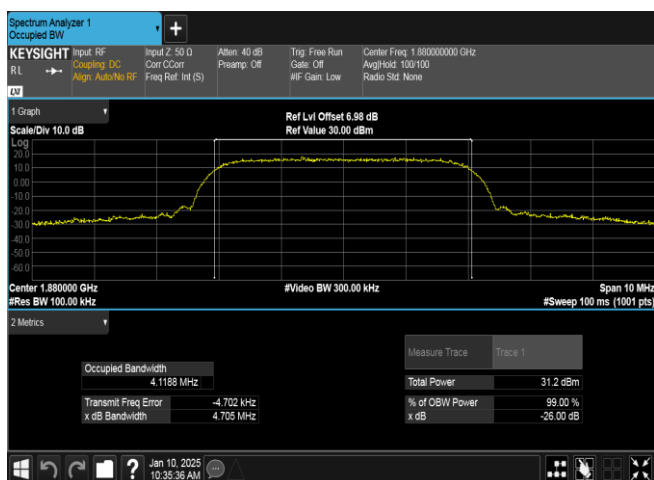 Spectrum Analyzer 1
Occupied BW
KEYSIGHT
RL
LXI
Input: RF
Coupling: DC
Align: Auto/No RF
Input Z: 50 Ω
Corr CCorr
Freq Ref: Int (S)
Atten: 40 dB
Preamp: Off
Trig: Free Run
Gate: Off
#IF Gain: Low
Center Freq: 1.880000000 GHz
Avg|Hold: 100/100
Radio Std: None
1 Graph
Scale/Div 10.0 dB
Ref Lvl Offset 6.98 dB
Ref Value 30.00 dBm
Log
20.0
10.0
0.00
-10.0
-20.0
-30.0
-40.0
-50.0
-60.0
Center 1.880000 GHz
#Video BW 300.00 kHz
Span 10 MHz
#Res BW 100.00 kHz
#Sweep 100 ms (1001 pts)
2 Metrics
Measure Trace
Trace 1
Occupied Bandwidth
4.1188 MHz
Total Power
31.2 dBm
Transmit Freq Error
-4.702 kHz
% of OBW Power
99.00 %
x dB Bandwidth
4.705 MHz
x dB
-26.00 dB
?
Jan 10, 2025
10:35:36 AM